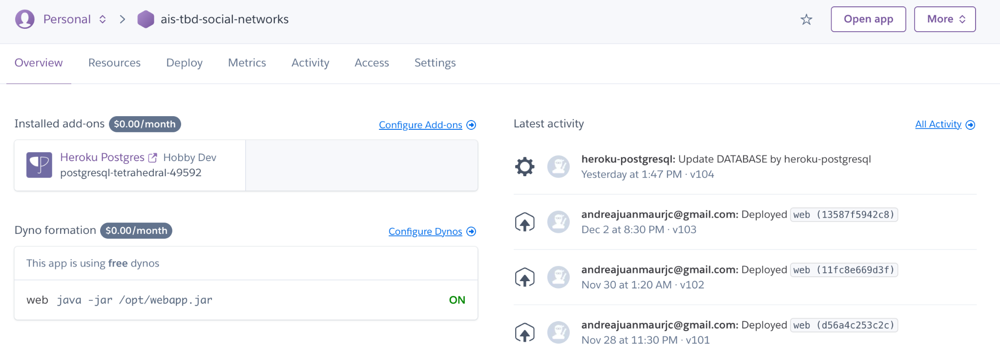 Personal
ais-tbd-social-networks
Open app
More
Overview
Resources
Deploy
Metrics
Activity
Access
Settings
Installed add-ons $0.00/month
Configure Add-ons
Heroku Postgres Hobby Dev
postgresql-tetrahedral-49592
Dyno formation $0.00/month
Configure Dynos
This app is using free dynos
web java -jar /opt/webapp.jar
ON
Latest activity
All Activity
heroku-postgresql: Update DATABASE by heroku-postgresql
Yesterday at 1:47 PM · v104
andreajuanmaurjc@gmail.com: Deployed web (13587f5942c8)
Dec 2 at 8:30 PM · v103
andreajuanmaurjc@gmail.com: Deployed web (11fc8e669d3f)
Nov 30 at 1:20 AM · v102
andreajuanmaurjc@gmail.com: Deployed web (d56a4c253c2c)
Nov 28 at 11:30 PM · v101